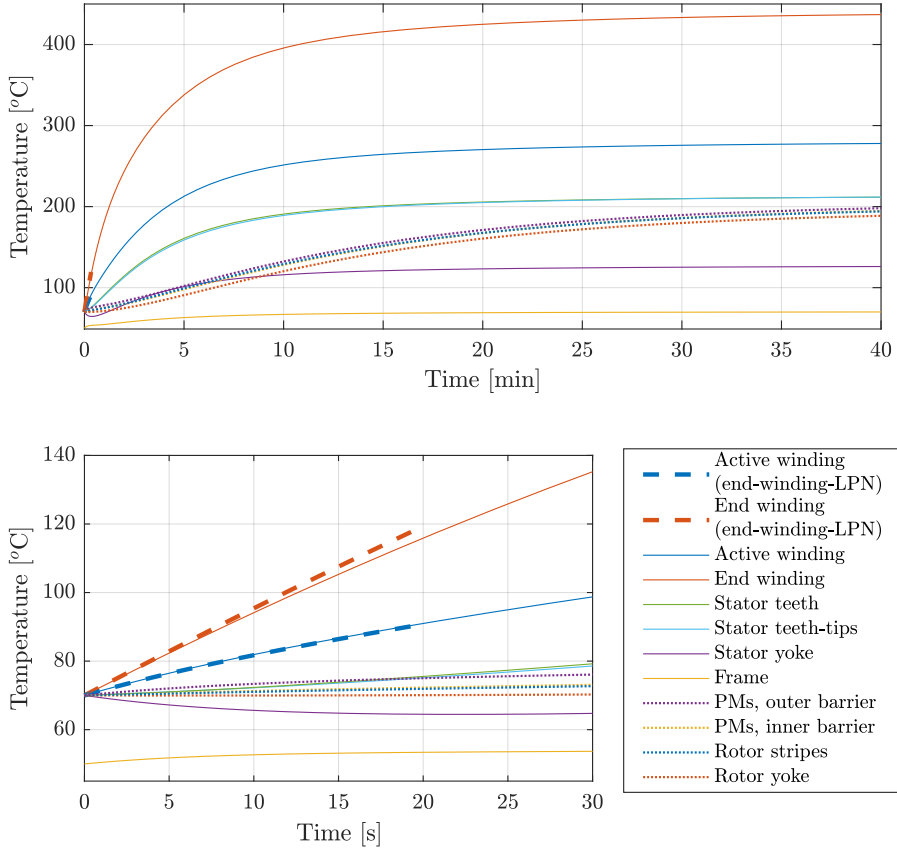 400
300
200
100
Temperature [°C]
0
5
10
15
20
25
30
35
40
Time [min]
140
120
100
80
60
Temperature [°C]
0
5
10
15
20
25
30
Time [s]
Active winding
(end-winding-LPN)
End winding
(end-winding-LPN)
Active winding
End winding
Stator teeth
Stator teeth-tips
Stator yoke
Frame
PMs, outer barrier
PMs, inner barrier
Rotor stripes
Rotor yoke